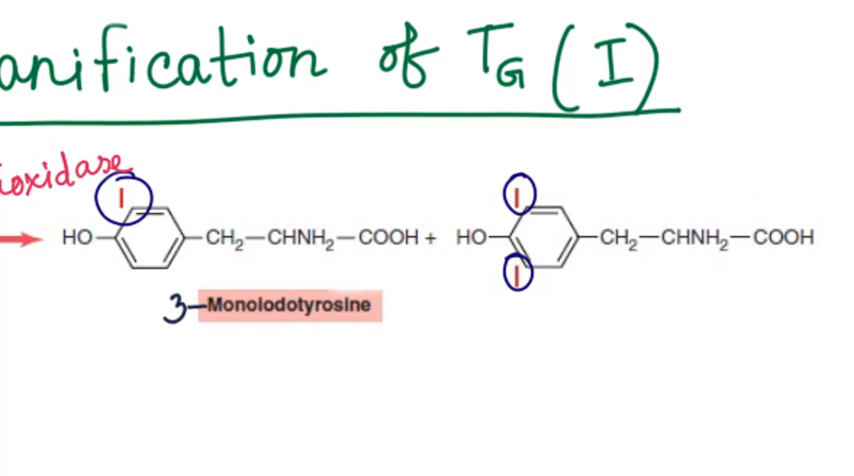 anification of TG (I)
ioxidase
I I
HO CH₂—CHNH₂—COOH + HO CH₂—CHNH₂—COOH
I
3-Monoiodotyrosine